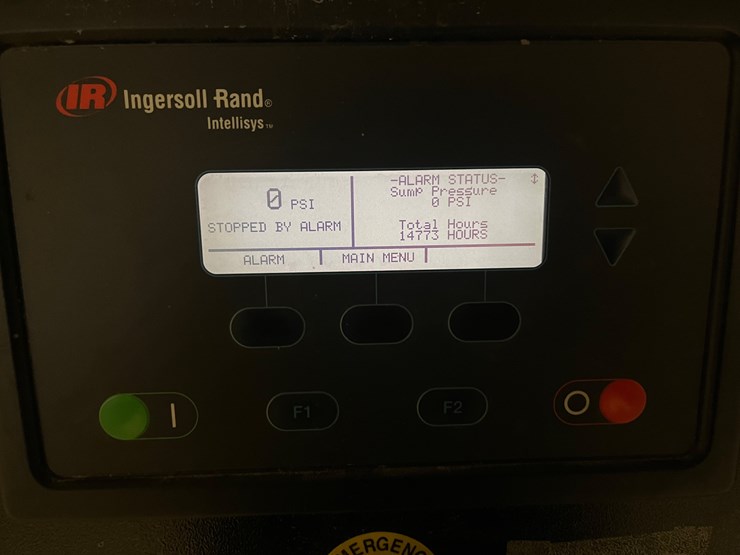 IR Ingersoll Rand®
Intellisys™
0 PSI
STOPPED BY ALARM
-ALARM STATUS-
Sump Pressure
0 PSI
Total Hours
14773 HOURS
ALARM
MAIN MENU
I
F1
F2
O